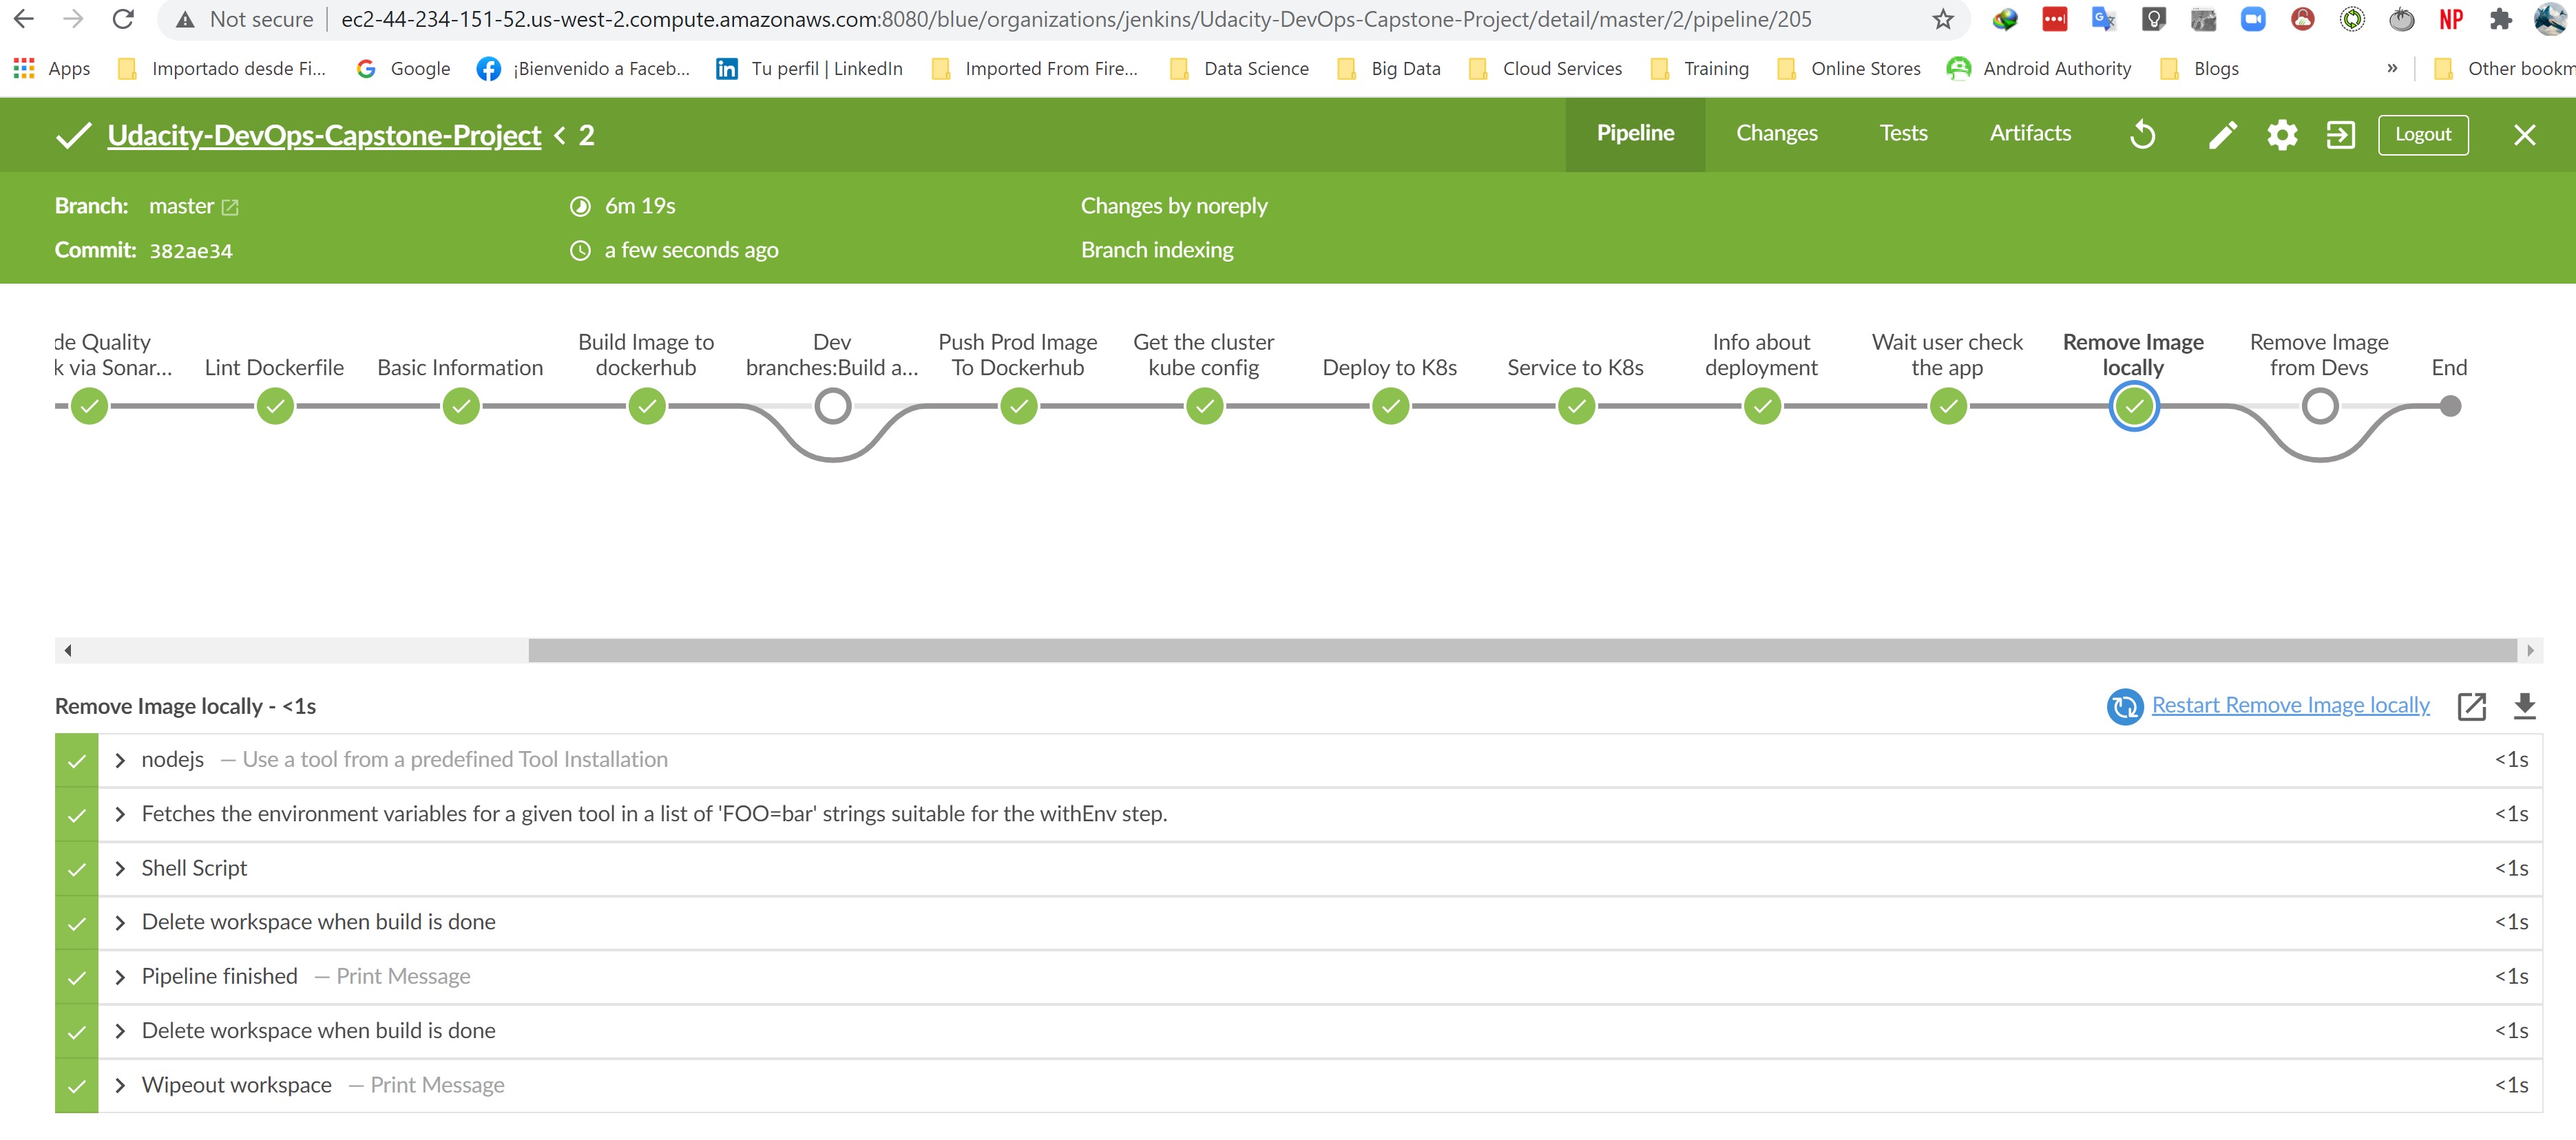 Not secure ec2-44-234-151-52.us-west-2.compute.amazonaws.com:8080/blue/organizations/jenkins/Udacity-DevOps-Capstone-Project/detail/master/2/pipeline/205 NP
Apps Importado desde Fi... Google ¡Bienvenido a Faceb... Tu perfil | LinkedIn Imported From Fire... Data Science Big Data Cloud Services Training Online Stores Android Authority Blogs » Other bookm
Udacity-DevOps-Capstone-Project < 2 Pipeline Changes Tests Artifacts Logout
Branch: master 6m 19s Changes by noreply
Commit: 382ae34 a few seconds ago Branch indexing
de Quality Build Image to Dev Push Prod Image Get the cluster Info about Wait user check Remove Image Remove Image
k via Sonar... Lint Dockerfile Basic Information dockerhub branches:Build a... To Dockerhub kube config Deploy to K8s Service to K8s deployment the app locally from Devs End
Remove Image locally - <1s Restart Remove Image locally
nodejs — Use a tool from a predefined Tool Installation <1s
Fetches the environment variables for a given tool in a list of 'FOO=bar' strings suitable for the withEnv step. <1s
Shell Script <1s
Delete workspace when build is done <1s
Pipeline finished — Print Message <1s
Delete workspace when build is done <1s
Wipeout workspace — Print Message <1s